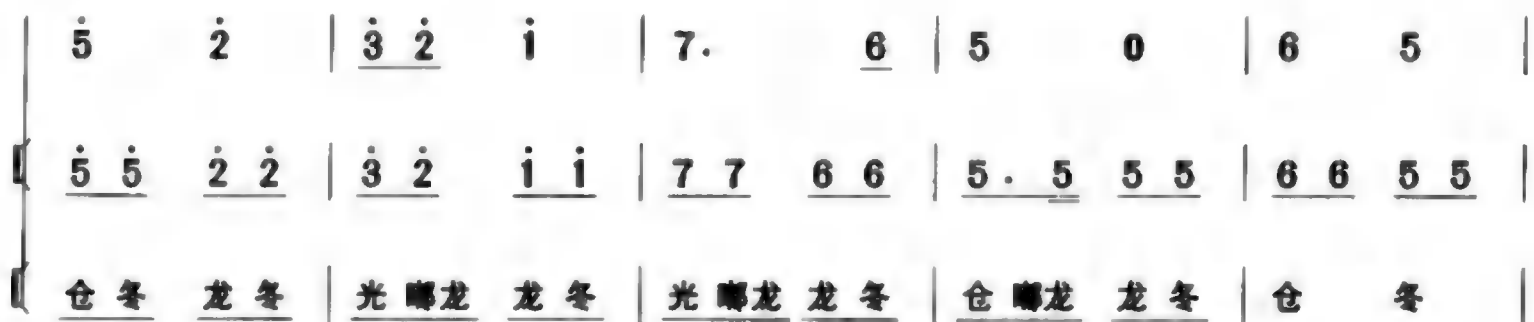 5̇ 2̇ | 3̇ 2̇ 1̇ | 7. 6 | 5 0 | 6 5 |
5̇ 5̇ 2̇ 2̇ | 3̇ 2̇ 1̇ 1̇ | 7 7 6 6 | 5. 5 5 5 | 6 6 5 5 |
仓 冬 龙 冬 | 光 龙 龙 冬 | 光 龙 龙 冬 | 仓 龙 龙 冬 | 仓 冬 |